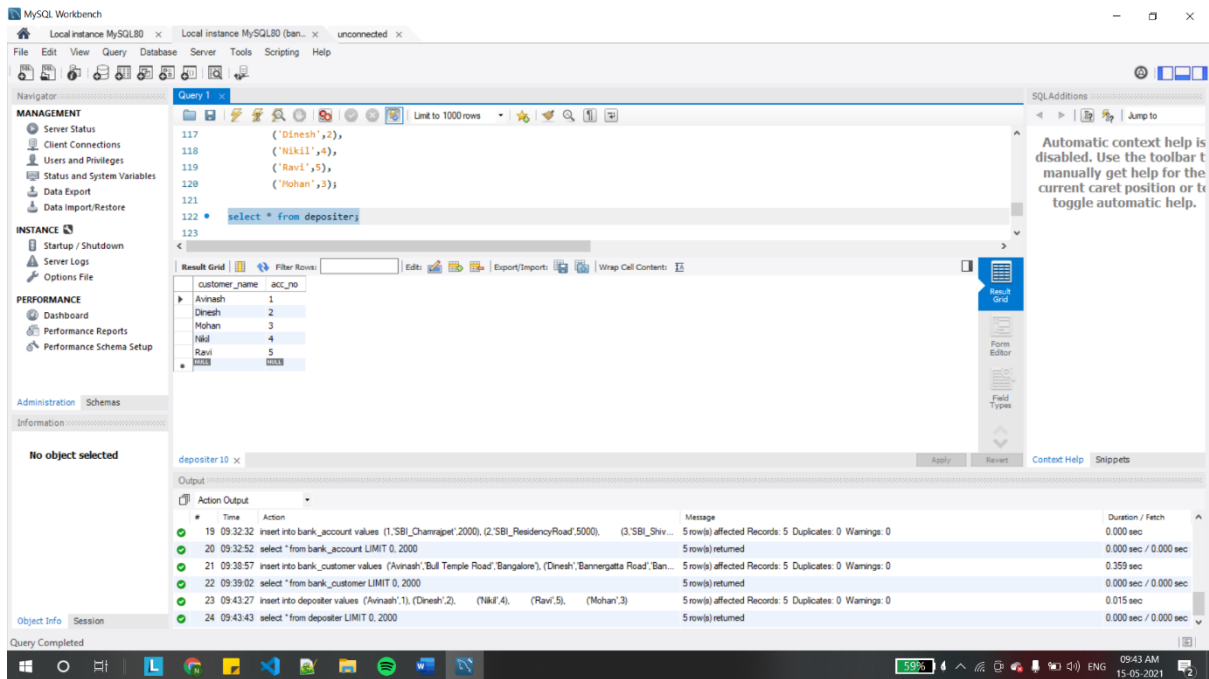 MySQL Workbench
Local instance MySQL80 × Local instance MySQL80 (ban... × unconnected ×
File Edit View Query Database Server Tools Scripting Help
Navigator
MANAGEMENT
Server Status
Client Connections
Users and Privileges
Status and System Variables
Data Export
Data Import/Restore
INSTANCE
Startup / Shutdown
Server Logs
Options File
PERFORMANCE
Dashboard
Performance Reports
Performance Schema Setup
Administration Schemas
Information
No object selected
Object Info Session
Query 1 ×
Limit to 1000 rows
117 ('Dinesh',2),
118 ('Nikil',4),
119 ('Ravi',5),
120 ('Mohan',3);
121
122 select * from depositer;
123
Result Grid Filter Rows: Edit: Export/Import: Wrap Cell Content:
customer_name acc_no
Avinash 1
Dinesh 2
Mohan 3
Nikil 4
Ravi 5
NULL NULL
Result Grid
Form Editor
Field Types
depositer 10 ×
Apply Revert
SQLAdditions
Jump to
Automatic context help is
disabled. Use the toolbar t
manually get help for the
current caret position or to
toggle automatic help.
Context Help Snippets
Output
Action Output
# Time Action Message Duration / Fetch
19 09:32:32 insert into bank_account values (1,'SBI_Chamrajpet',2000), (2,'SBI_ResidencyRoad',5000), (3,'SBI_Shiv... 5 row(s) affected Records: 5 Duplicates: 0 Warnings: 0 0.000 sec
20 09:32:52 select * from bank_account LIMIT 0, 2000 5 row(s) returned 0.000 sec / 0.000 sec
21 09:38:57 insert into bank_customer values ('Avinash','Bull Temple Road','Bangalore'), ('Dinesh','Bannergatta Road','Ban... 5 row(s) affected Records: 5 Duplicates: 0 Warnings: 0 0.359 sec
22 09:39:02 select * from bank_customer LIMIT 0, 2000 5 row(s) returned 0.000 sec / 0.000 sec
23 09:43:27 insert into depositer values ('Avinash',1), ('Dinesh',2), ('Nikil',4), ('Ravi',5), ('Mohan',3) 5 row(s) affected Records: 5 Duplicates: 0 Warnings: 0 0.015 sec
24 09:43:43 select * from depositer LIMIT 0, 2000 5 row(s) returned 0.000 sec / 0.000 sec
Query Completed
59% ENG 09:43 AM
15-05-2021